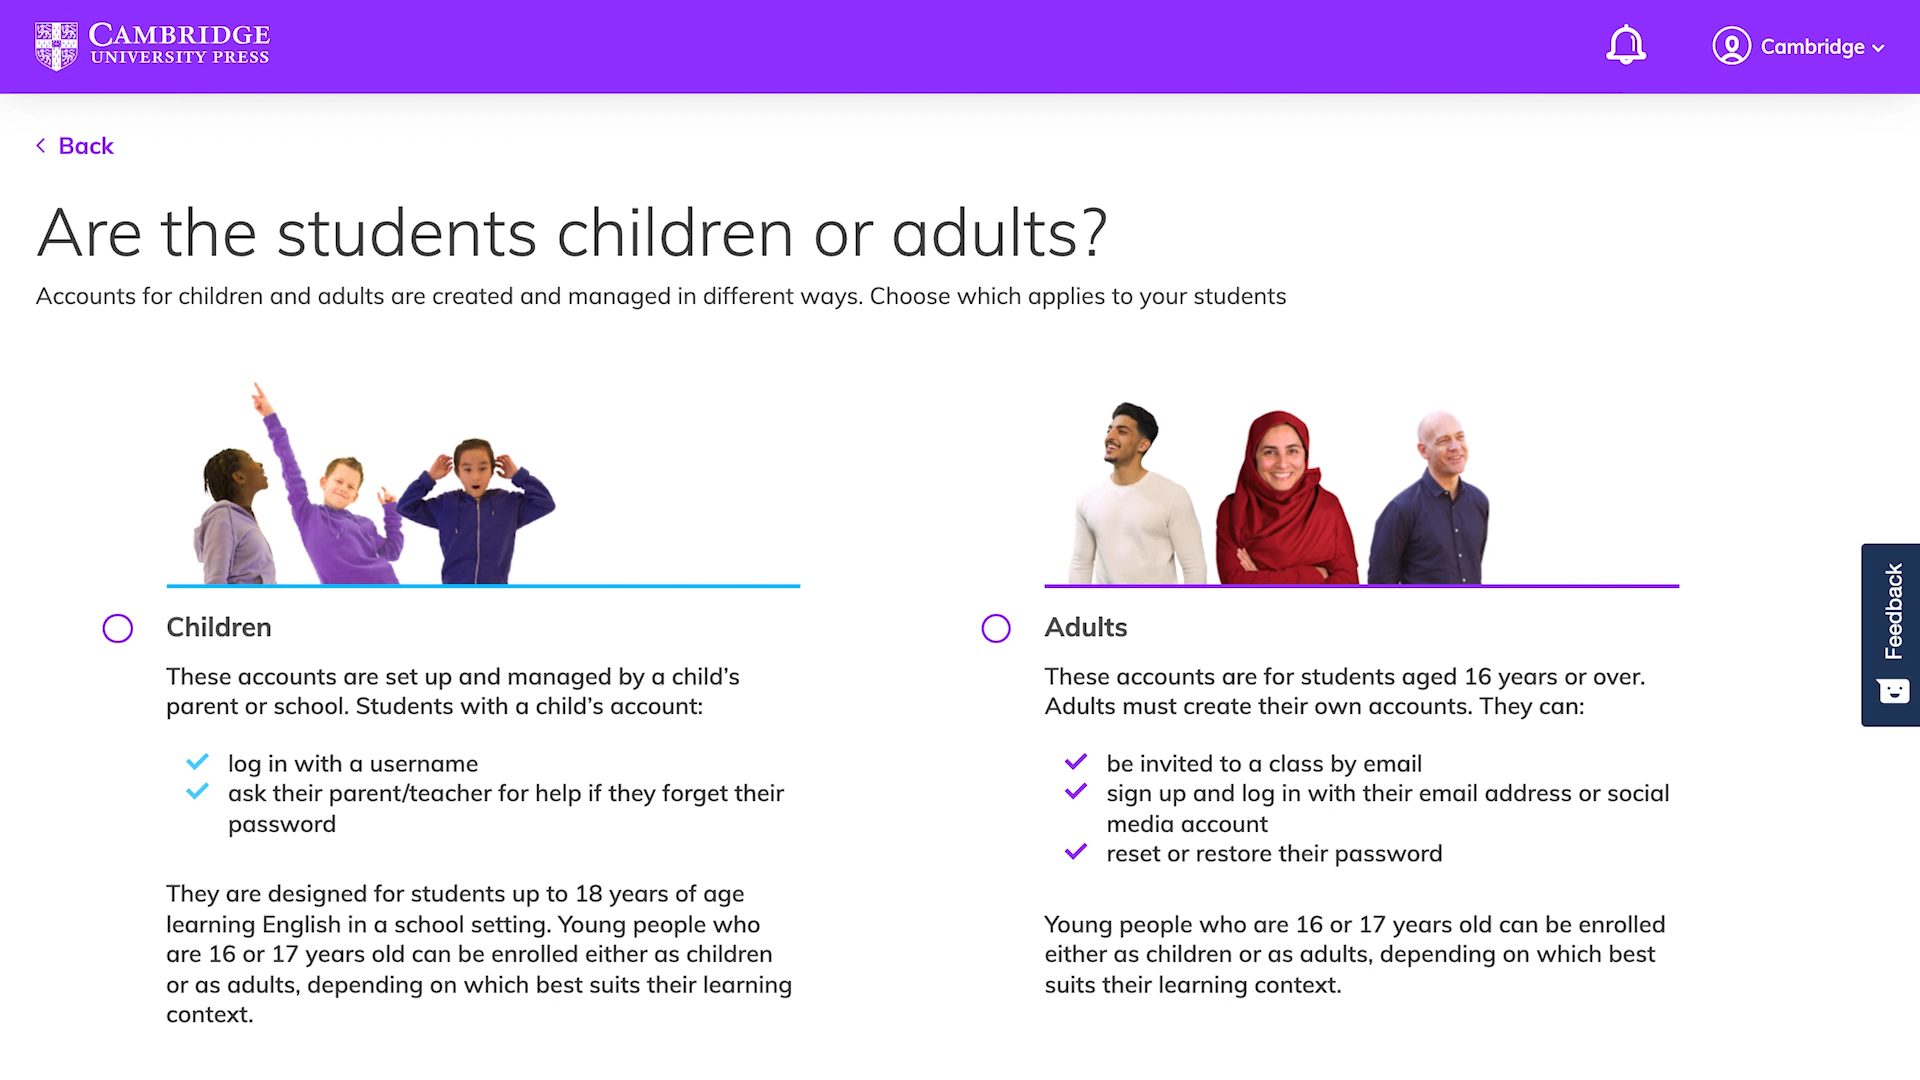 CAMBRIDGE
UNIVERSITY PRESS
Cambridge
Back
Are the students children or adults?
Accounts for children and adults are created and managed in different ways. Choose which applies to your students
Children
These accounts are set up and managed by a child’s
parent or school. Students with a child’s account:
log in with a username
ask their parent/teacher for help if they forget their
password
They are designed for students up to 18 years of age
learning English in a school setting. Young people who
are 16 or 17 years old can be enrolled either as children
or as adults, depending on which best suits their learning
context.
Adults
These accounts are for students aged 16 years or over.
Adults must create their own accounts. They can:
be invited to a class by email
sign up and log in with their email address or social
media account
reset or restore their password
Young people who are 16 or 17 years old can be enrolled
either as children or as adults, depending on which best
suits their learning context.
Feedback